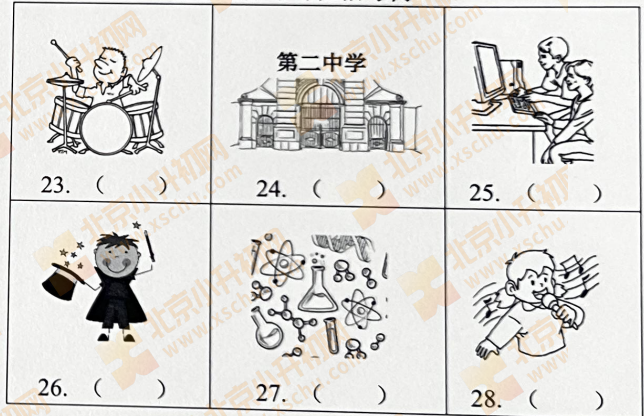 第二中学
23. (    )
24. (    )
25. (    )
26. (    )
27. (    )
28. (    )
北京小升初网
www.xschu.com